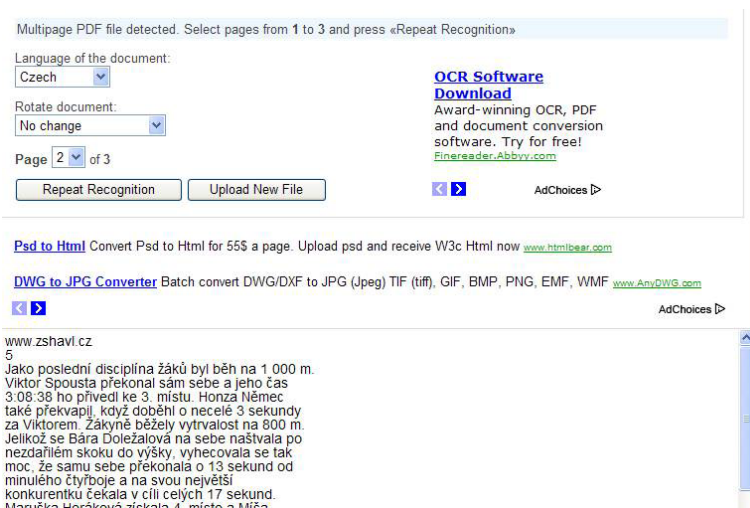 Multipage PDF file detected. Select pages from 1 to 3 and press «Repeat Recognition»
Language of the document:
Czech
Rotate document:
No change
Page 2 of 3
Repeat Recognition Upload New File
OCR Software
Download
Award-winning OCR, PDF
and document conversion
software. Try for free!
Finereader.Abbyy.com
AdChoices
Psd to Html Convert Psd to Html for 55$ a page. Upload psd and receive W3c Html now www.htmlbear.com
DWG to JPG Converter Batch convert DWG/DXF to JPG (Jpeg) TIF (tiff), GIF, BMP, PNG, EMF, WMF www.AnyDWG.com
AdChoices
www.zshavl.cz
5
Jako poslední disciplína žáků byl běh na 1 000 m.
Viktor Spousta překonal sám sebe a jeho čas
3:08:38 ho přivedl ke 3. místu. Honza Němec
také překvapil, když doběhl o necelé 3 sekundy
za Viktorem. Žákyně běžely vytrvalost na 800 m.
Jelikož se Bára Doležalová na sebe naštvala po
nezdařilém skoku do výšky, vyhecovala se tak
moc, že samu sebe překonala o 13 sekund od
minulého čtyřboje a na svou největší
konkurentku čekala v cíli celých 17 sekund.
Maruška Horáková získala 4. místo a Míša